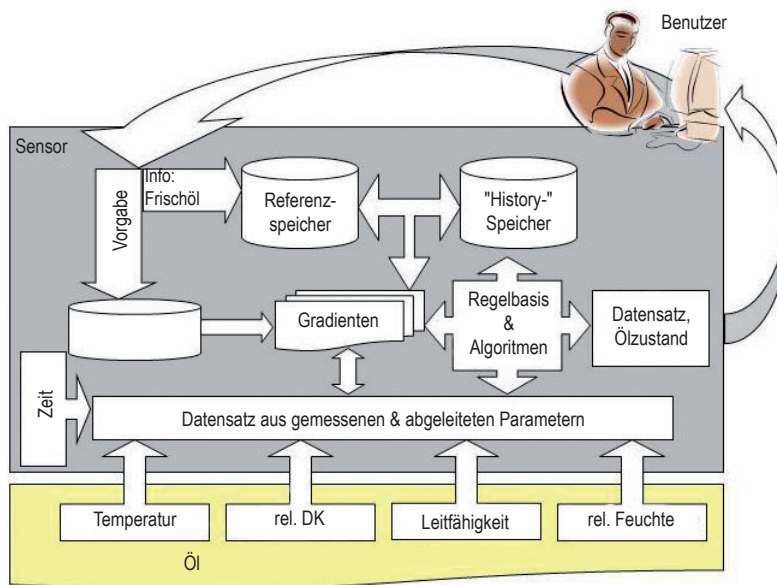 Benutzer
Sensor
Info:
Frischöl
Vorgabe
Referenz-
speicher
"History-"
Speicher
Gradienten
Regelbasis
&
Algoritmen
Datensatz,
Ölzustand
Zeit
Datensatz aus gemessenen & abgeleiteten Parametern
Temperatur
rel. DK
Leitfähigkeit
rel. Feuchte
Öl